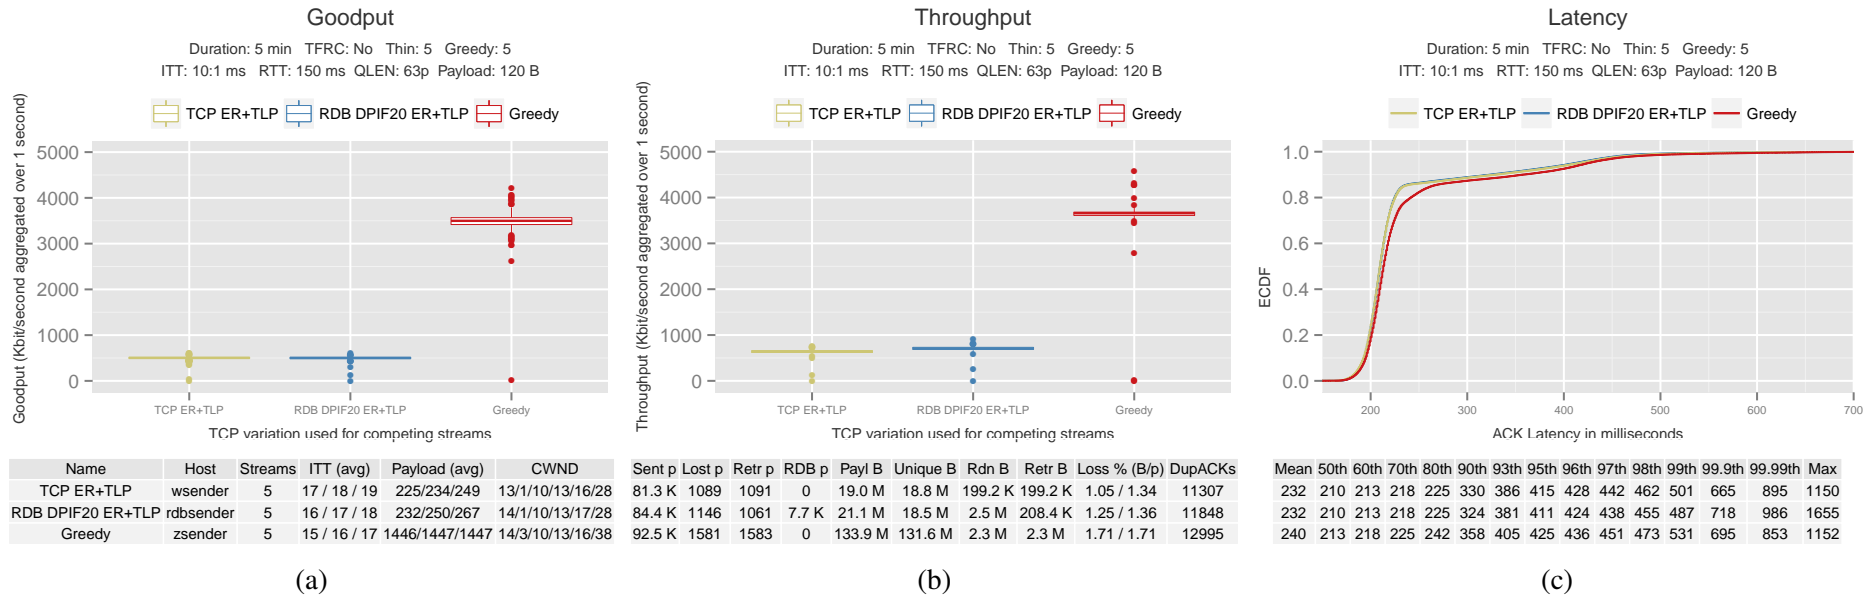 Goodput
Duration: 5 min TFRC: No Thin: 5 Greedy: 5
ITT: 10:1 ms RTT: 150 ms QLEN: 63p Payload: 120 B
TCP ER+TLP RDB DPIF20 ER+TLP Greedy
Goodput (Kbit/second aggregated over 1 second)
5000
4000
3000
2000
1000
0
TCP ER+TLP RDB DPIF20 ER+TLP Greedy
TCP variation used for competing streams
Name Host Streams ITT (avg) Payload (avg) CWND
TCP ER+TLP wsender 5 17 / 18 / 19 225/234/249 13/1/10/13/16/28
RDB DPIF20 ER+TLP rdbsender 5 16 / 17 / 18 232/250/267 14/1/10/13/17/28
Greedy zsender 5 15 / 16 / 17 1446/1447/1447 14/3/10/13/16/38
(a)
Throughput
Duration: 5 min TFRC: No Thin: 5 Greedy: 5
ITT: 10:1 ms RTT: 150 ms QLEN: 63p Payload: 120 B
TCP ER+TLP RDB DPIF20 ER+TLP Greedy
Throughput (Kbit/second aggregated over 1 second)
5000
4000
3000
2000
1000
0
TCP ER+TLP RDB DPIF20 ER+TLP Greedy
TCP variation used for competing streams
Sent p Lost p Retr p RDB p Payl B Unique B Rdn B Retr B Loss % (B/p) DupACKs
81.3 K 1089 1091 0 19.0 M 18.8 M 199.2 K 199.2 K 1.05 / 1.34 11307
84.4 K 1146 1061 7.7 K 21.1 M 18.5 M 2.5 M 208.4 K 1.25 / 1.36 11848
92.5 K 1581 1583 0 133.9 M 131.6 M 2.3 M 2.3 M 1.71 / 1.71 12995
(b)
Latency
Duration: 5 min TFRC: No Thin: 5 Greedy: 5
ITT: 10:1 ms RTT: 150 ms QLEN: 63p Payload: 120 B
TCP ER+TLP RDB DPIF20 ER+TLP Greedy
ECDF
1.0
0.8
0.6
0.4
0.2
0.0
200 300 400 500 600 700
ACK Latency in milliseconds
Mean 50th 60th 70th 80th 90th 93th 95th 96th 97th 98th 99th 99.9th 99.99th Max
232 210 213 218 225 330 386 415 428 442 462 501 665 895 1150
232 210 213 218 225 324 381 411 424 438 455 487 718 986 1655
240 213 218 225 242 358 405 425 436 451 473 531 695 853 1152
(c)